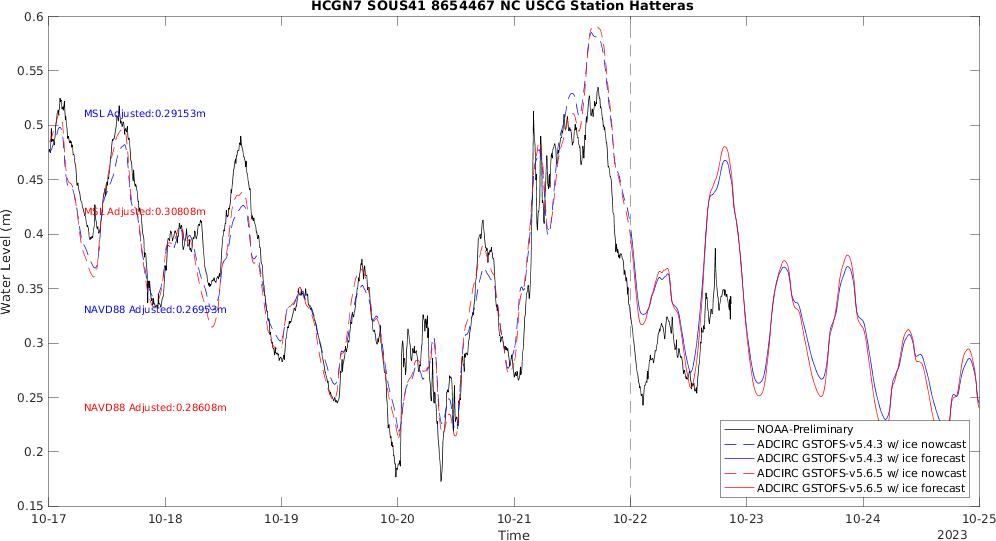 HCGN7 SOUS41 8654467 NC USCG Station Hatteras
0.6
0.55
0.5
0.45
0.4
0.35
0.3
0.25
0.2
0.15
Water Level (m)
MSL Adjusted:0.29153m
MSL Adjusted:0.30808m
NAVD88 Adjusted:0.26953m
NAVD88 Adjusted:0.28608m
NOAA-Preliminary
ADCIRC GSTOFS-v5.4.3 w/ ice nowcast
ADCIRC GSTOFS-v5.4.3 w/ ice forecast
ADCIRC GSTOFS-v5.6.5 w/ ice nowcast
ADCIRC GSTOFS-v5.6.5 w/ ice forecast
10-17 10-18 10-19 10-20 10-21 10-22 10-23 10-24 10-25
Time
2023